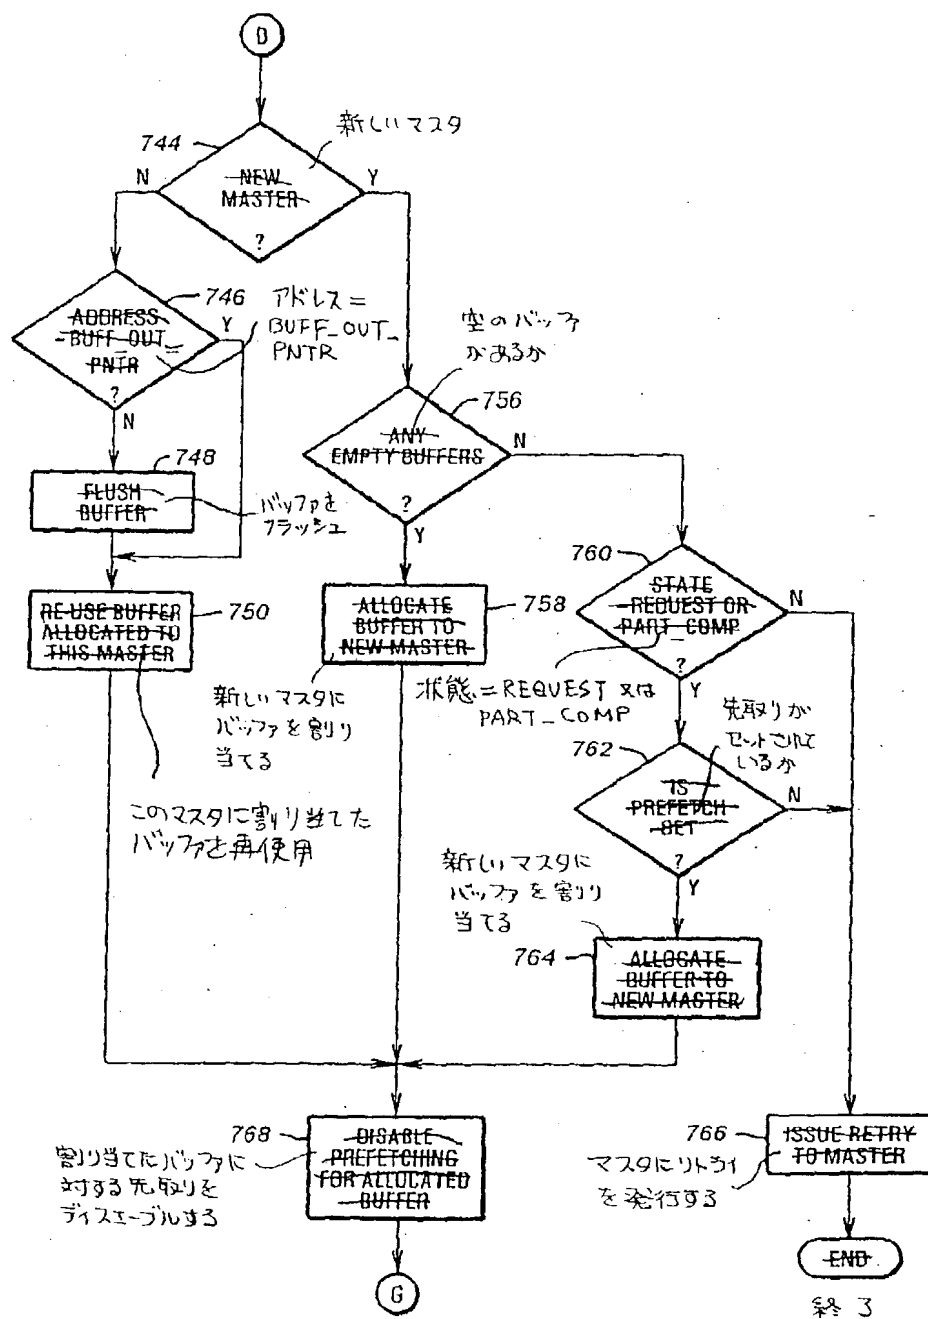 D
新しいマスタ
744
N
NEW
MASTER
?
Y
746
ADDRESS
BUFF_OUT_
PNTR
?
Y
N
アドレス=
BUFF_OUT_
PNTR
空のバッファ
があるか
756
ANY
EMPTY BUFFERS
?
N
Y
748
FLUSH
BUFFER
バッファを
フラッシュ
750
RE-USE BUFFER
ALLOCATED TO
THIS MASTER
このマスタに割り当てた
バッファを再使用
758
ALLOCATE
BUFFER TO
NEW MASTER
新しいマスタに
バッファを割り
当てる
760
STATE
REQUEST OR
PART_COMP
?
N
Y
状態=REQUEST 又は
PART_COMP
先取りが
セットされて
いるか
762
IS
PREFETCH
SET
?
N
Y
新しいマスタに
バッファを割り
当てる
764
ALLOCATE
BUFFER TO
NEW MASTER
768
DISABLE
PREFETCHING
FOR ALLOCATED
BUFFER
割り当てたバッファに
対する先取りを
ディスエーブルする
766
ISSUE RETRY
TO MASTER
マスタにリトライ
を発行する
G
END
終了